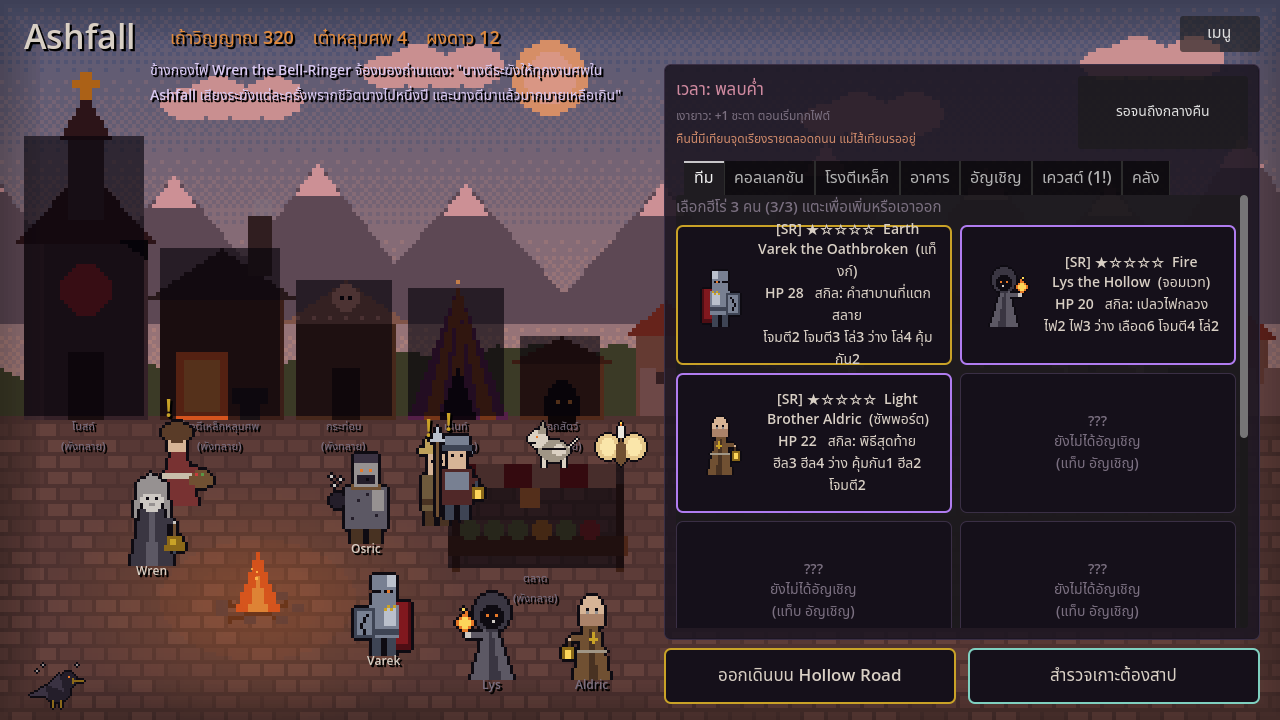 Ashfall
เถ้าวิญญาณ 320 เต๋าหลุมศพ 4 ผงดาว 12
เมนู
ข้างกองไฟ Wren the Bell-Ringer จ้องมองถ่านแดง: "นางตีระฆังให้ทุกงานศพใน
Ashfall เสียงระฆังแต่ละครั้งพรากชีวิตนางไปหนึ่งปี และนางตีมาแล้วมากมายเหลือเกิน"
เวลา: พลบค่ำ
เงายาว: +1 ชะตา ตอนเริ่มทุกไฟต์
คืนนี้มีเทียนจุดเรียงรายตลอดถนน แม่ไส้เทียนรออยู่
รอจนถึงกลางคืน
ทีม คอลเลกชัน โรงตีเหล็ก อาคาร อัญเชิญ เควสต์ (1!) คลัง
เลือกฮีโร่ 3 คน (3/3) แตะเพื่อเพิ่มหรือเอาออก
[SR] ★☆☆☆☆ Earth
Varek the Oathbroken (แท็
งก์)
HP 28 สกิล: คำสาบานที่แตก
สลาย
โจมตี2 โจมตี3 โล่3 ว่าง โล่4 คุ้ม
กัน2
[SR] ★☆☆☆☆ Fire
Lys the Hollow (จอมเวท)
HP 20 สกิล: เปลวไฟกลวง
ไฟ2 ไฟ3 ว่าง เลือด6 โจมตี4 โล่2
[SR] ★☆☆☆☆ Light
Brother Aldric (ซัพพอร์ต)
HP 22 สกิล: พิธีสุดท้าย
ฮีล3 ฮีล4 ว่าง คุ้มกัน1 ฮีล2
โจมตี2
???
ยังไม่ได้อัญเชิญ
(แท็บ อัญเชิญ)
???
ยังไม่ได้อัญเชิญ
(แท็บ อัญเชิญ)
???
ยังไม่ได้อัญเชิญ
(แท็บ อัญเชิญ)
โบสถ์
(พังทลาย)
(พังทลาย)
กระท่อม
(พังทลาย)
ตลาด
(พังทลาย)
Wren
Osric
Varek
Lys
Aldric
ออกเดินบน Hollow Road
สำรวจเกาะต้องสาป